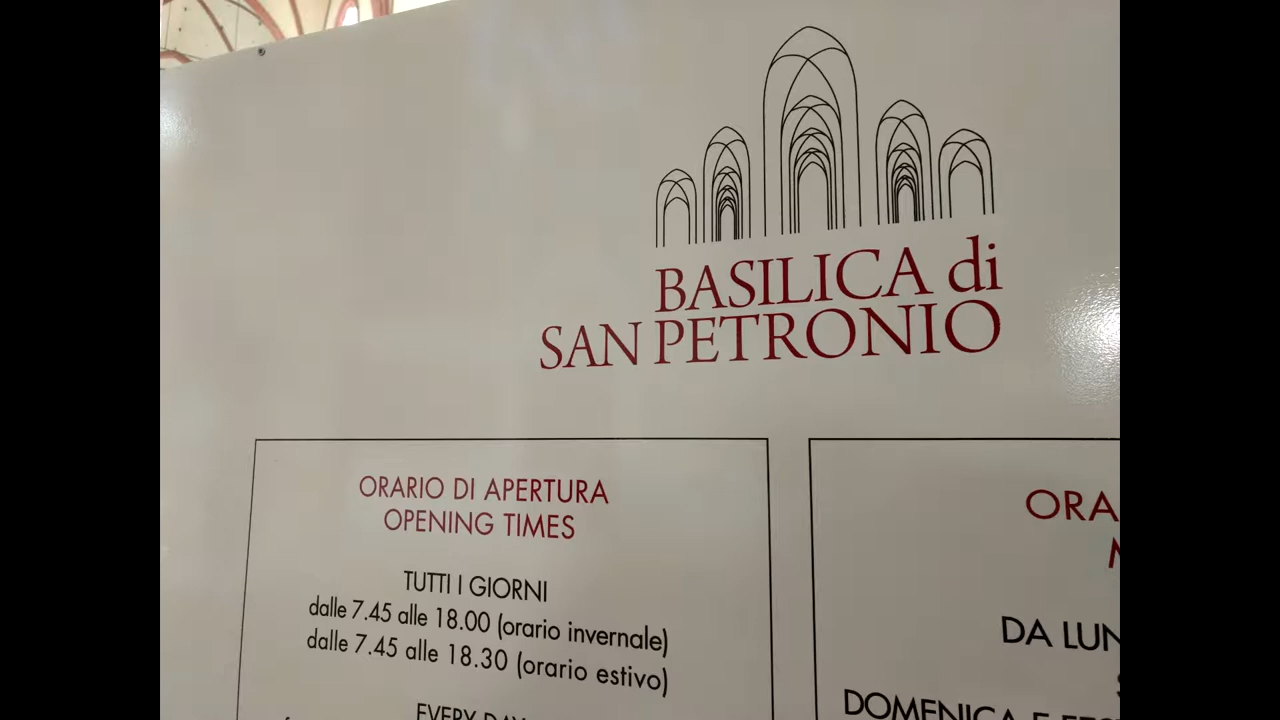 BASILICA di
SAN PETRONIO
ORARIO DI APERTURA
OPENING TIMES
TUTTI I GIORNI
dalle 7.45 alle 18.00 (orario invernale)
dalle 7.45 alle 18.30 (orario estivo)
EVERY DAY
ORA
DA LUN
DOMENICA E